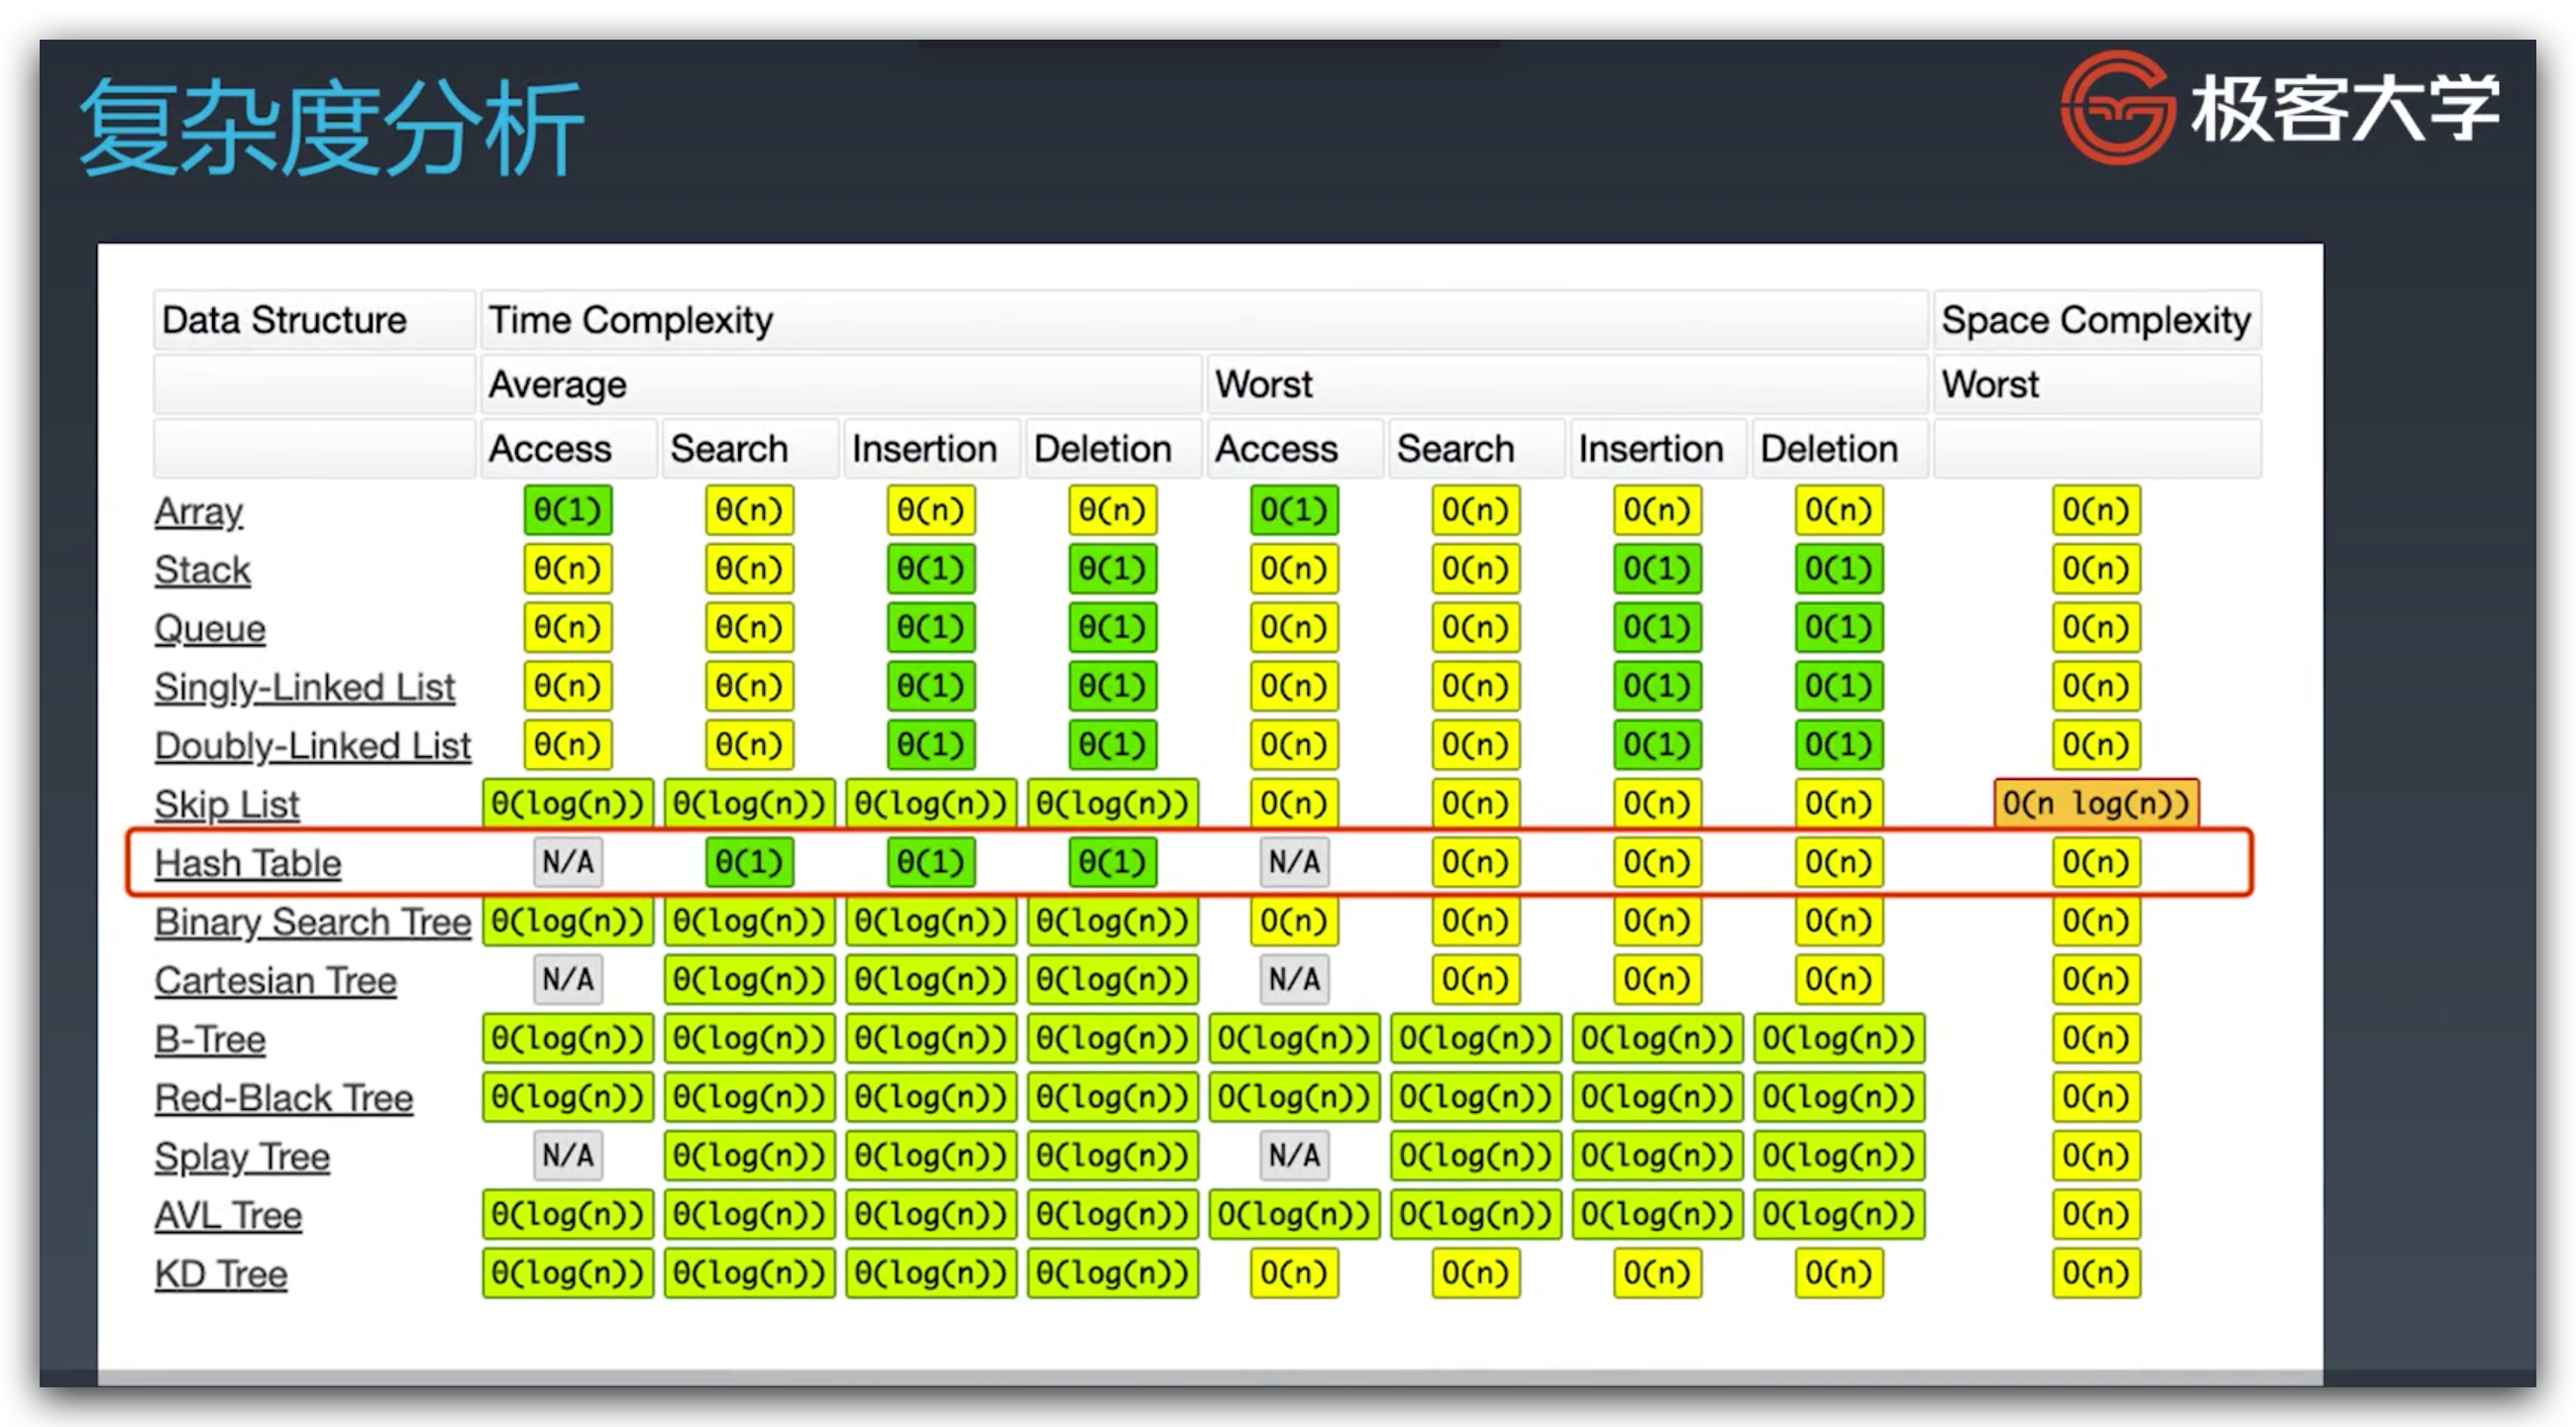 复杂度分析
极客大学
Data Structure Time Complexity Space Complexity
Average Worst Worst
Access Search Insertion Deletion Access Search Insertion Deletion
Array Θ(1) Θ(n) Θ(n) Θ(n) O(1) O(n) O(n) O(n) O(n)
Stack Θ(n) Θ(n) Θ(1) Θ(1) O(n) O(n) O(1) O(1) O(n)
Queue Θ(n) Θ(n) Θ(1) Θ(1) O(n) O(n) O(1) O(1) O(n)
Singly-Linked List Θ(n) Θ(n) Θ(1) Θ(1) O(n) O(n) O(1) O(1) O(n)
Doubly-Linked List Θ(n) Θ(n) Θ(1) Θ(1) O(n) O(n) O(1) O(1) O(n)
Skip List Θ(log(n)) Θ(log(n)) Θ(log(n)) Θ(log(n)) O(n) O(n) O(n) O(n) O(n log(n))
Hash Table N/A Θ(1) Θ(1) Θ(1) N/A O(n) O(n) O(n) O(n)
Binary Search Tree Θ(log(n)) Θ(log(n)) Θ(log(n)) Θ(log(n)) O(n) O(n) O(n) O(n) O(n)
Cartesian Tree N/A Θ(log(n)) Θ(log(n)) Θ(log(n)) N/A O(n) O(n) O(n) O(n)
B-Tree Θ(log(n)) Θ(log(n)) Θ(log(n)) Θ(log(n)) O(log(n)) O(log(n)) O(log(n)) O(log(n)) O(n)
Red-Black Tree Θ(log(n)) Θ(log(n)) Θ(log(n)) Θ(log(n)) O(log(n)) O(log(n)) O(log(n)) O(log(n)) O(n)
Splay Tree N/A Θ(log(n)) Θ(log(n)) Θ(log(n)) N/A O(log(n)) O(log(n)) O(log(n)) O(n)
AVL Tree Θ(log(n)) Θ(log(n)) Θ(log(n)) Θ(log(n)) O(log(n)) O(log(n)) O(log(n)) O(log(n)) O(n)
KD Tree Θ(log(n)) Θ(log(n)) Θ(log(n)) Θ(log(n)) O(n) O(n) O(n) O(n) O(n)